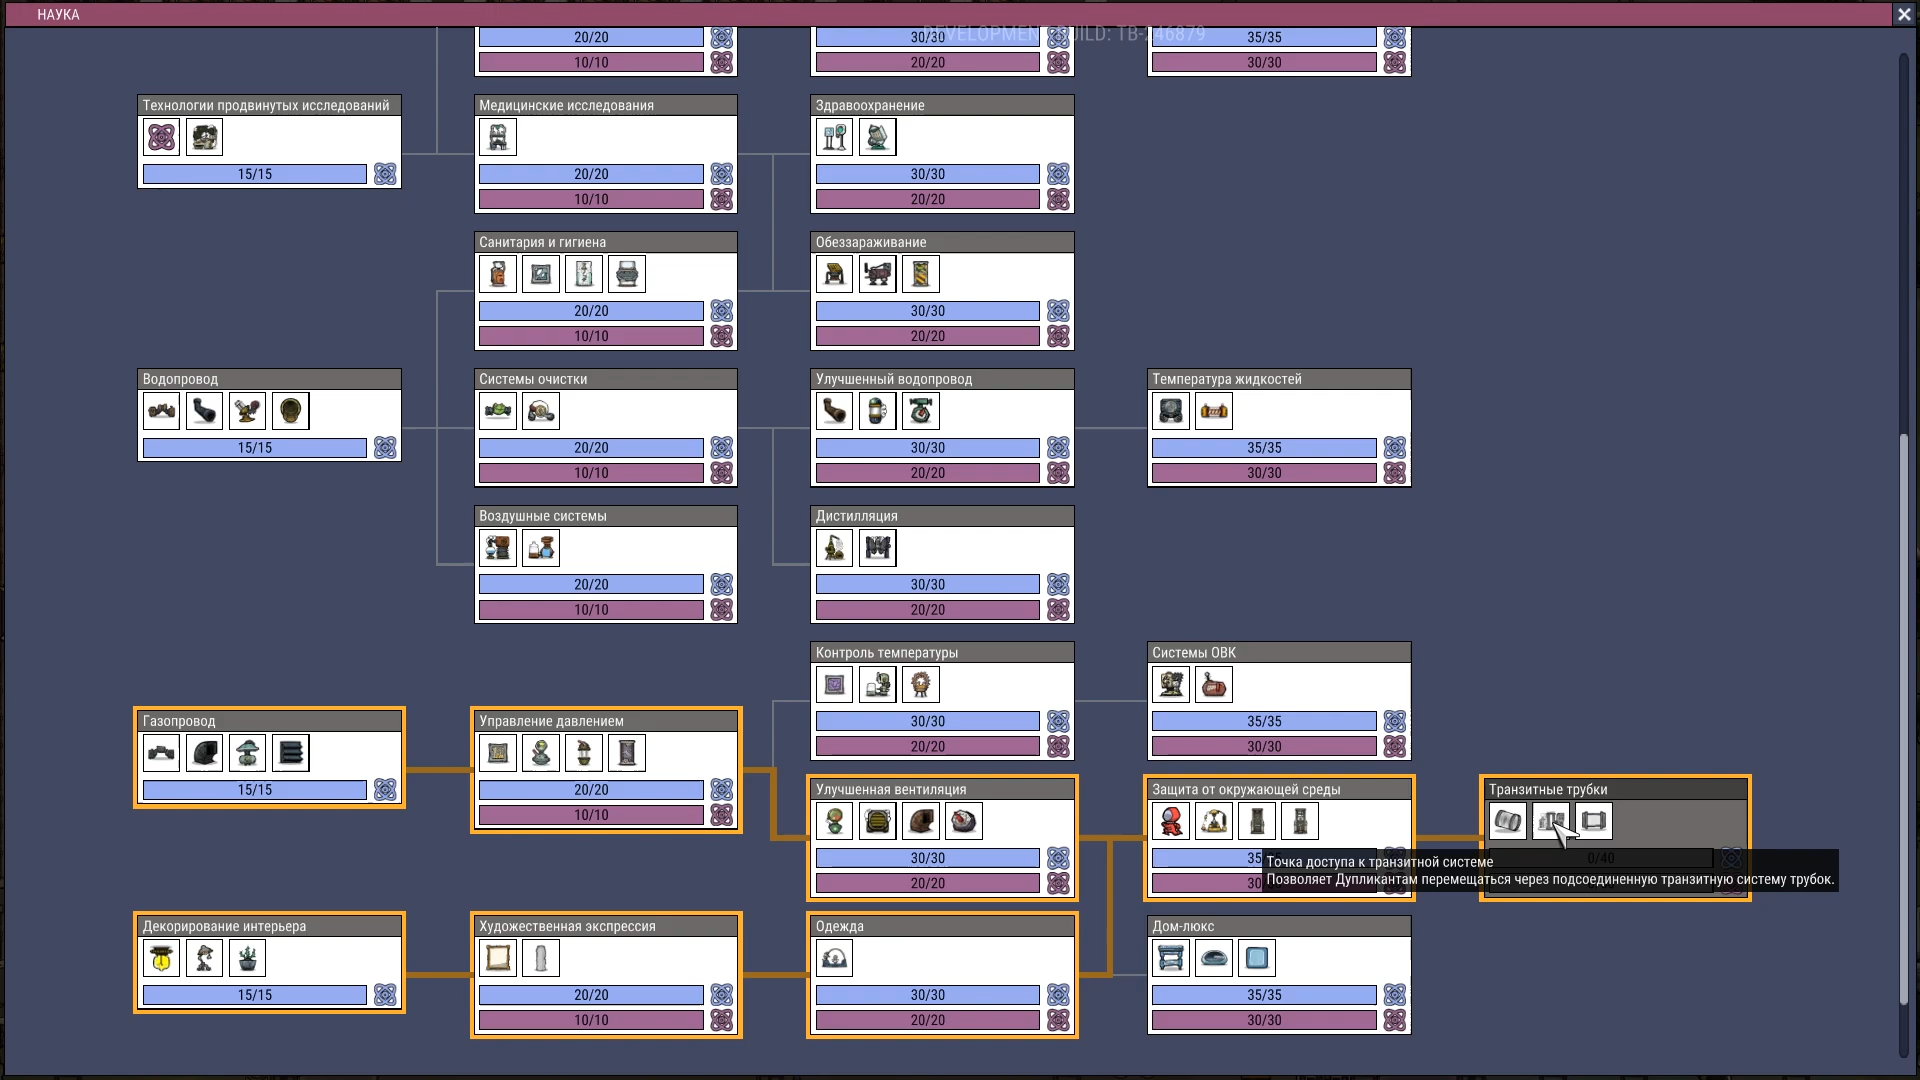 НАУКА
DEVELOPMENT BUILD: TB-246879
20/20
30/30
35/35
10/10
20/20
30/30
Технологии продвинутых исследований
Медицинские исследования
Здравоохранение
15/15
20/20
30/30
10/10
20/20
Санитария и гигиена
Обеззараживание
20/20
30/30
10/10
20/20
Водопровод
Системы очистки
Улучшенный водопровод
Температура жидкостей
15/15
20/20
30/30
35/35
10/10
20/20
30/30
Воздушные системы
Дистилляция
20/20
30/30
10/10
20/20
Контроль температуры
Системы ОВК
30/30
35/35
20/20
30/30
Газопровод
Управление давлением
15/15
20/20
10/10
Улучшенная вентиляция
Защита от окружающей среды
Транзитные трубки
30/30
35/
0/40
20/20
30/
Точка доступа к транзитной системе
Позволяет Дупликантам перемещаться через подсоединенную транзитную систему трубок.
Декорирование интерьера
Художественная экспрессия
Одежда
Дом-люкс
15/15
20/20
30/30
35/35
10/10
20/20
30/30